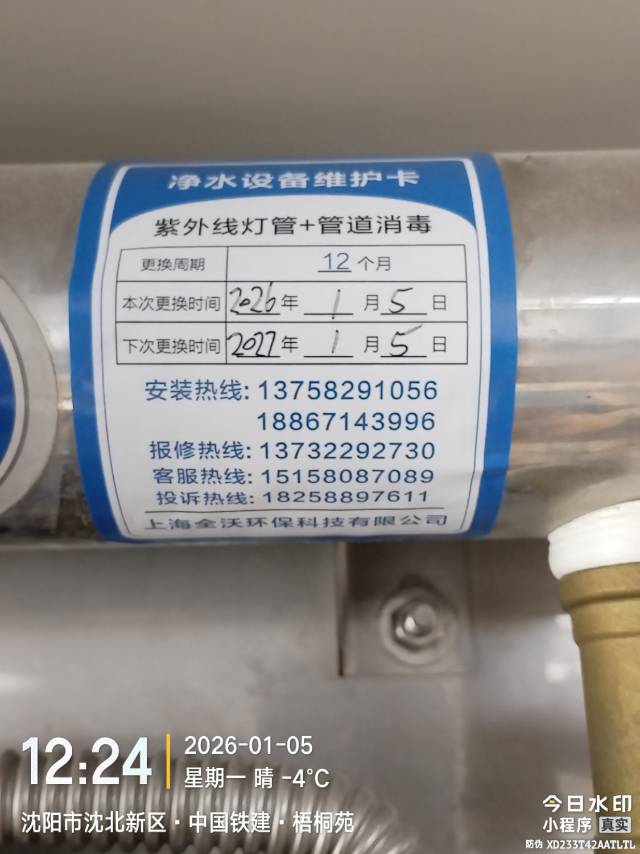 净水设备维护卡
紫外线灯管+管道消毒
更换周期 12 个月
本次更换时间 2026 年 1 月 5 日
下次更换时间 2027 年 1 月 5 日
安装热线: 13758291056
18867143996
报修热线: 13732292730
客服热线: 15158087089
投诉热线: 18258897611
上海全沃环保科技有限公司
12:24
2026-01-05
星期一 晴 -4℃
沈阳市沈北新区·中国铁建·梧桐苑
今日水印
小程序 真实
防伪 XD233T42AATLTL